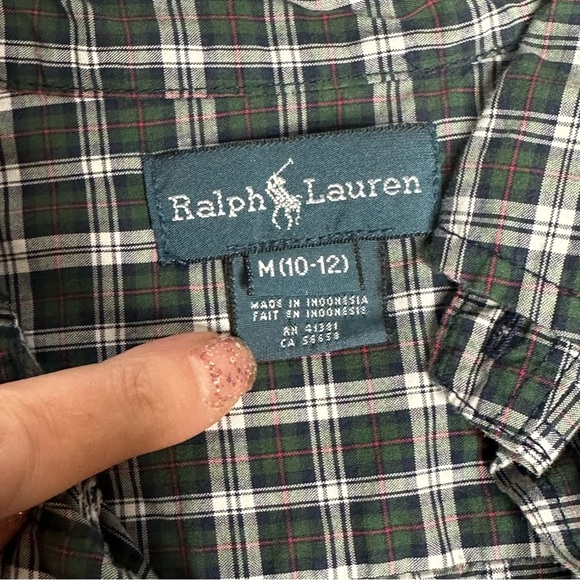 Ralph Lauren
M (10-12)
MADE IN INDONESIA
FAIT EN INDONESIE
RN 41381
CA 56658